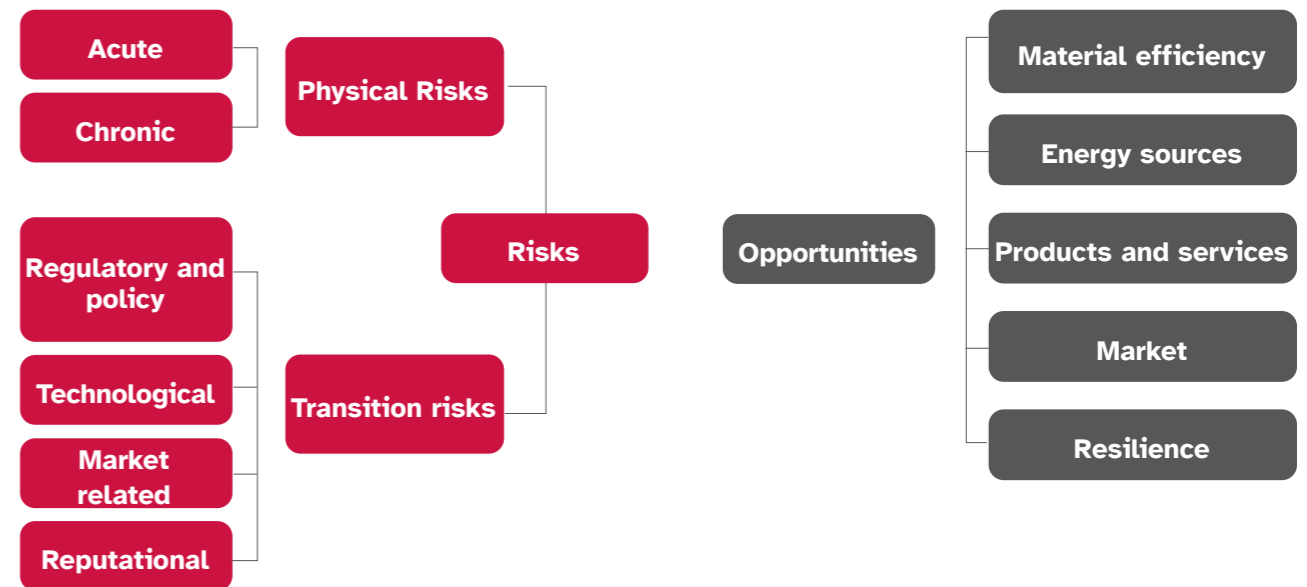 Acute
Chronic
Physical Risks
Regulatory and
policy
Technological
Market
related
Reputational
Transition risks
Risks
Opportunities
Material efficiency
Energy sources
Products and services
Market
Resilience